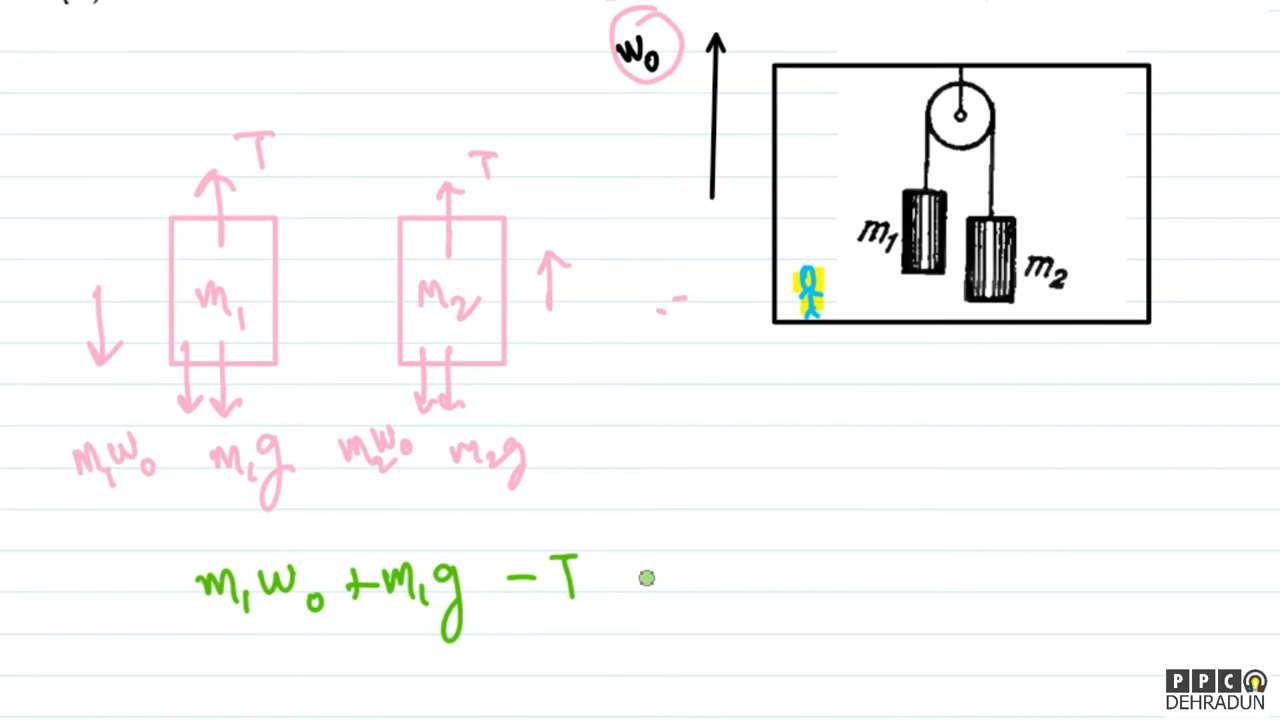 w₀
T T
m₁ m₂
m₁ m₂
m₁w₀ m₁g m₂w₀ m₂g
m₁w₀ + m₁g - T
PPC
DEHRADUN